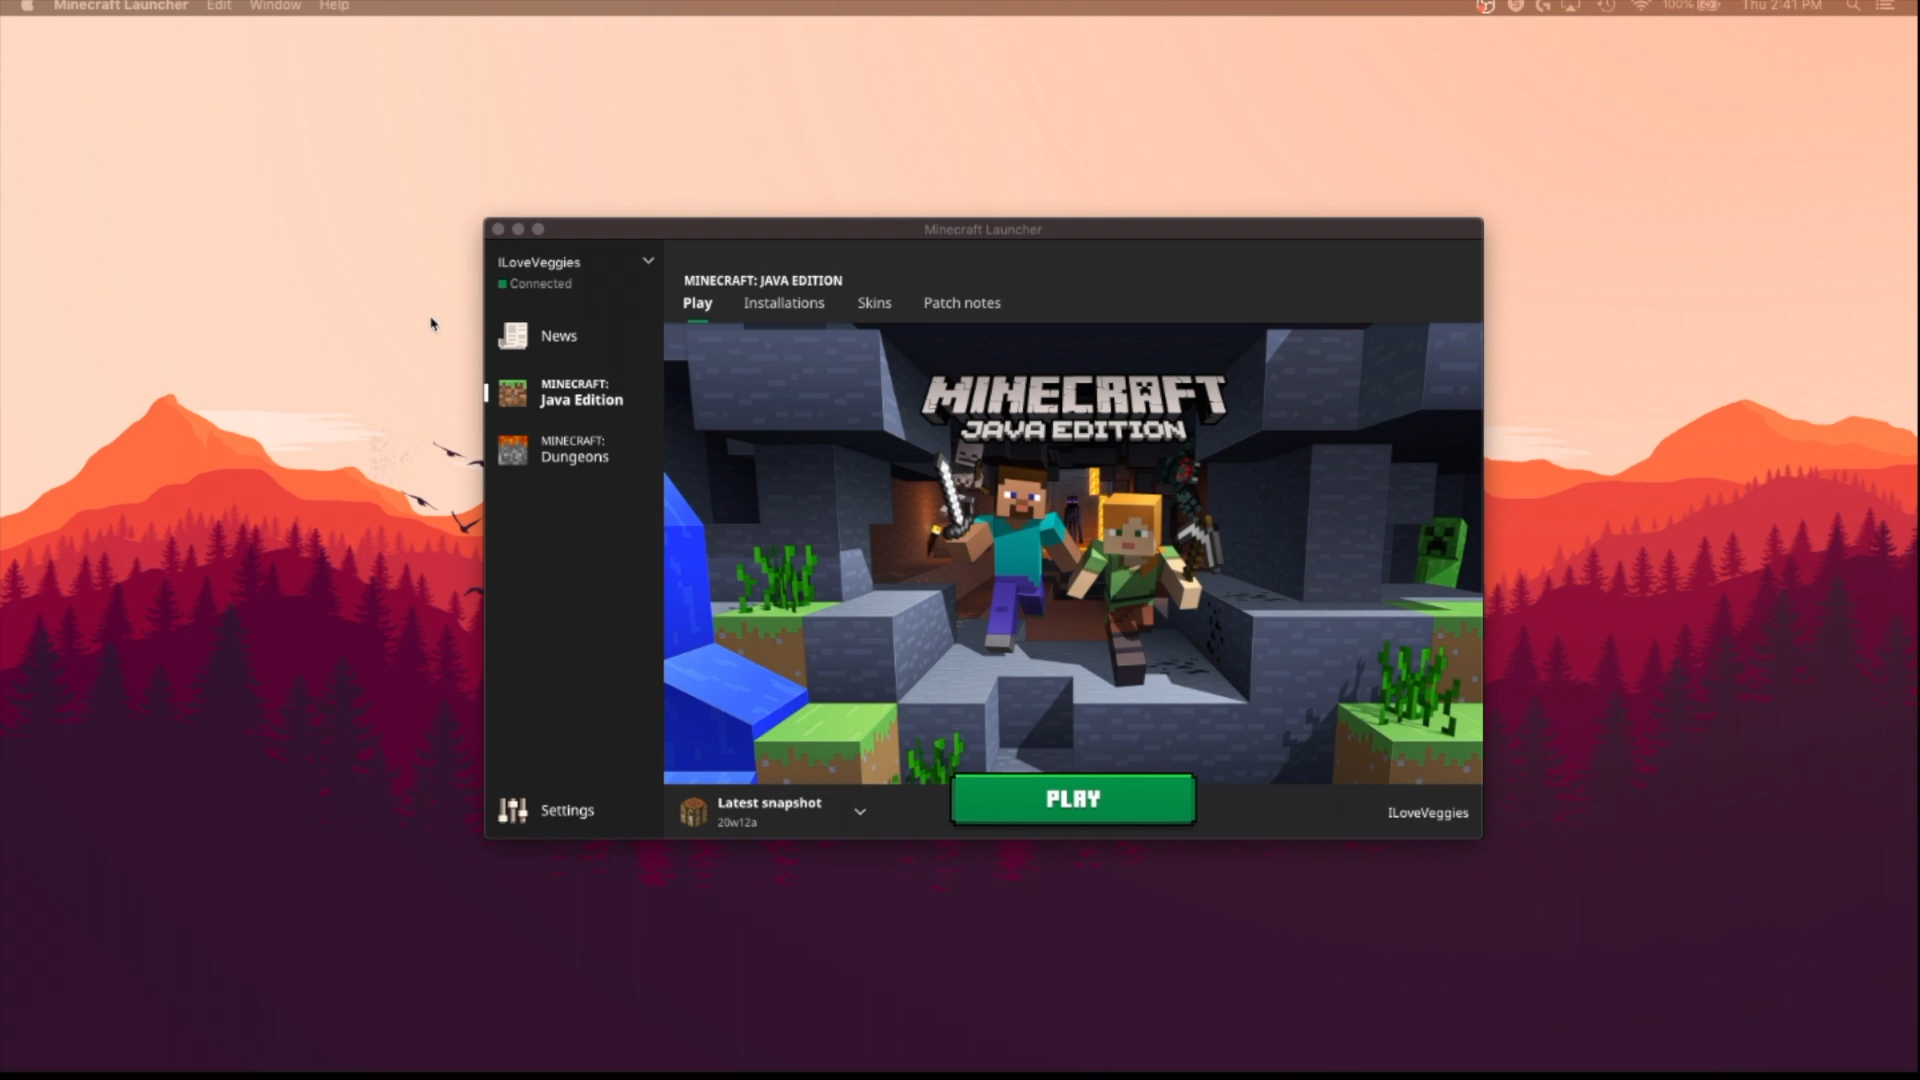 Minecraft Launcher Edit Window Help
100% Thu 2:41 PM
Minecraft Launcher
ILoveVeggies
Connected
News
MINECRAFT:
Java Edition
MINECRAFT:
Dungeons
Settings
MINECRAFT: JAVA EDITION
Play Installations Skins Patch notes
MINECRAFT
JAVA EDITION
Latest snapshot
20w12a
PLAY
ILoveVeggies